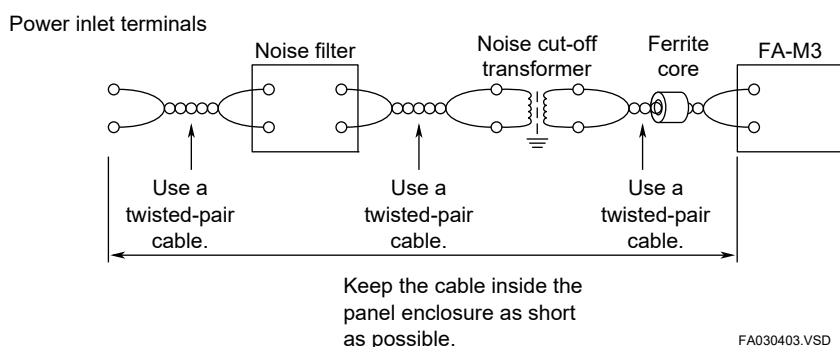 Power inlet terminals
Noise filter
Noise cut-off
transformer
Ferrite
core
FA-M3
Use a
twisted-pair
cable.
Use a
twisted-pair
cable.
Use a
twisted-pair
cable.
Keep the cable inside the
panel enclosure as short
as possible.
FA030403.VSD